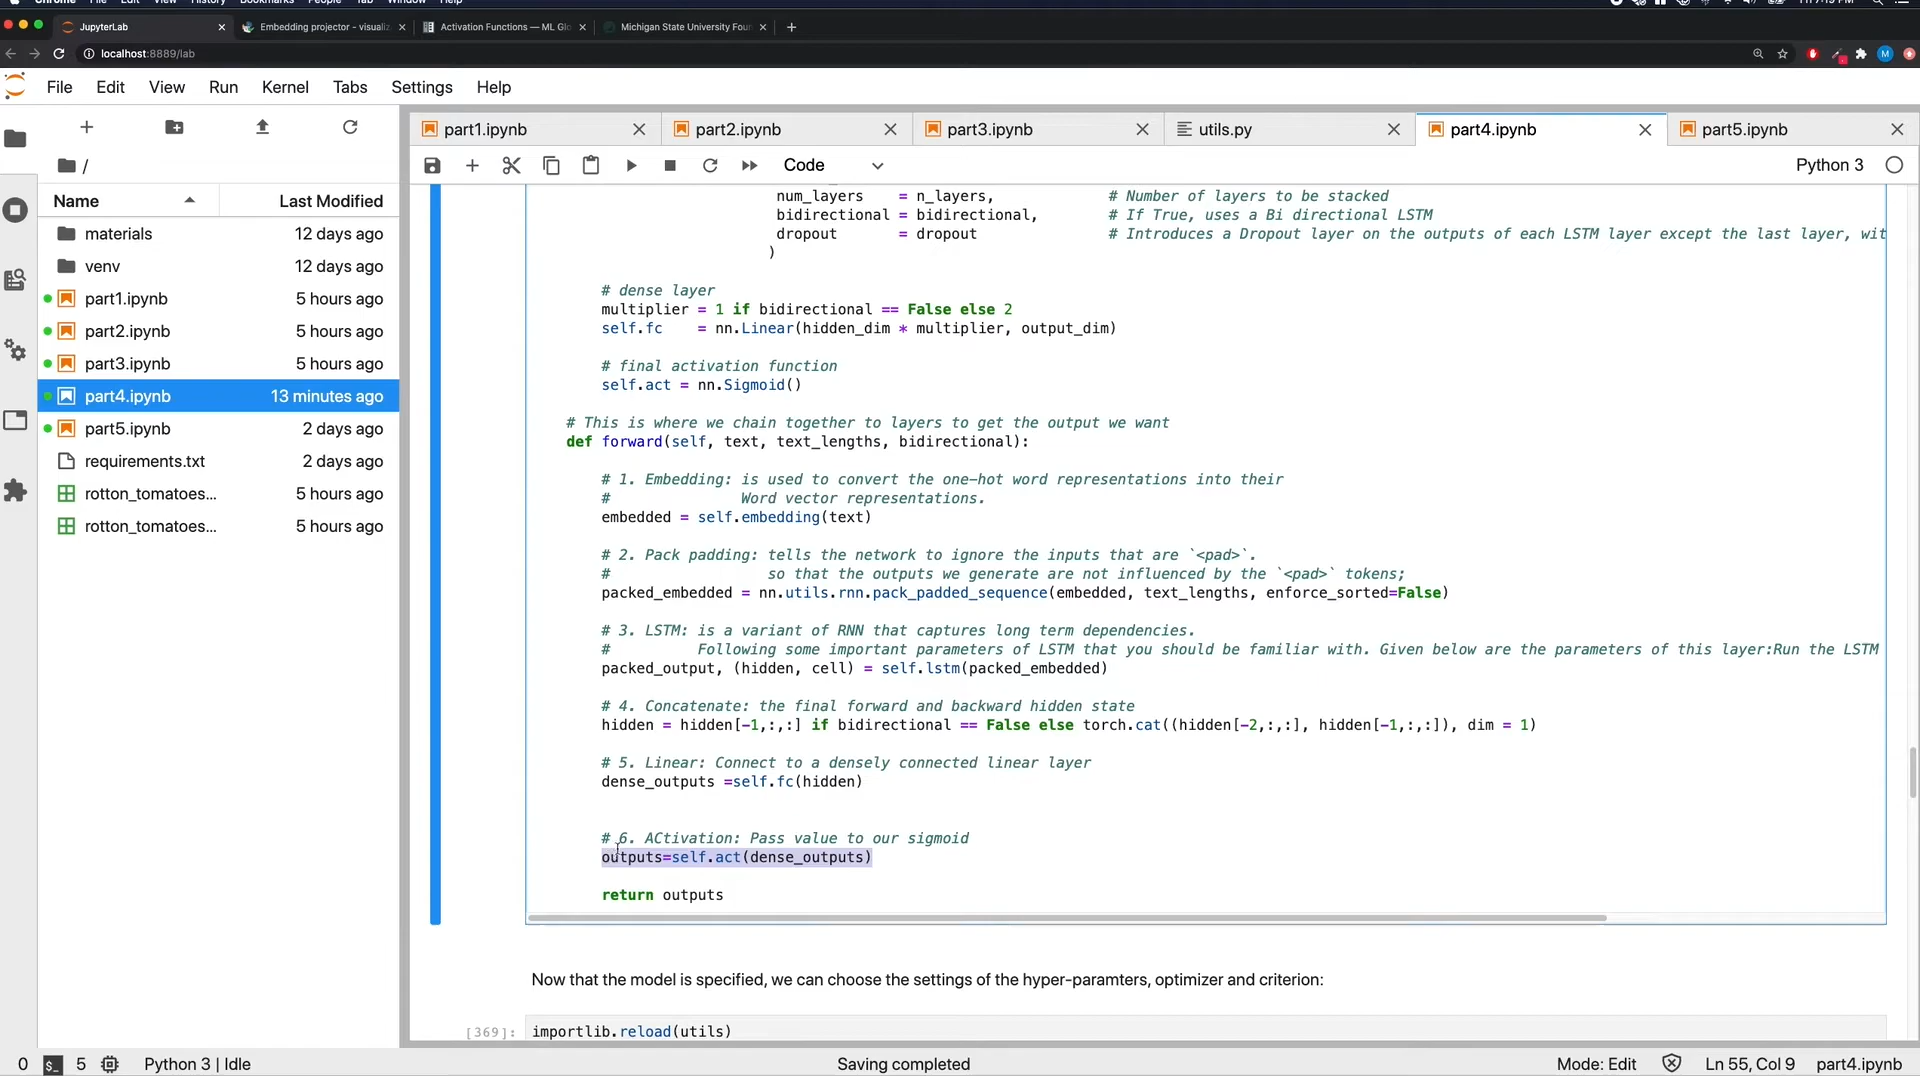 Chrome File Edit View History Bookmarks People Tab Window Help
JupyterLab
Embedding projector - visualiz
Activation Functions — ML Glo
Michigan State University Foun
localhost:8889/lab
M
File Edit View Run Kernel Tabs Settings Help
part1.ipynb
part2.ipynb
part3.ipynb
utils.py
part4.ipynb
part5.ipynb
/
Code
Python 3
Name Last Modified
materials 12 days ago
venv 12 days ago
part1.ipynb 5 hours ago
part2.ipynb 5 hours ago
part3.ipynb 5 hours ago
part4.ipynb 13 minutes ago
part5.ipynb 2 days ago
requirements.txt 2 days ago
rotton_tomatoes... 5 hours ago
rotton_tomatoes... 5 hours ago
num_layers = n_layers, # Number of layers to be stacked
bidirectional = bidirectional, # If True, uses a Bi directional LSTM
dropout = dropout # Introduces a Dropout layer on the outputs of each LSTM layer except the last layer, wit
)
# dense layer
multiplier = 1 if bidirectional == False else 2
self.fc = nn.Linear(hidden_dim * multiplier, output_dim)
# final activation function
self.act = nn.Sigmoid()
# This is where we chain together to layers to get the output we want
def forward(self, text, text_lengths, bidirectional):
# 1. Embedding: is used to convert the one-hot word representations into their
# Word vector representations.
embedded = self.embedding(text)
# 2. Pack padding: tells the network to ignore the inputs that are `<pad>`.
# so that the outputs we generate are not influenced by the `<pad>` tokens;
packed_embedded = nn.utils.rnn.pack_padded_sequence(embedded, text_lengths, enforce_sorted=False)
# 3. LSTM: is a variant of RNN that captures long term dependencies.
# Following some important parameters of LSTM that you should be familiar with. Given below are the parameters of this layer:Run the LSTM
packed_output, (hidden, cell) = self.lstm(packed_embedded)
# 4. Concatenate: the final forward and backward hidden state
hidden = hidden[-1,:,:] if bidirectional == False else torch.cat((hidden[-2,:,:], hidden[-1,:,:]), dim = 1)
# 5. Linear: Connect to a densely connected linear layer
dense_outputs =self.fc(hidden)
# 6. ACtivation: Pass value to our sigmoid
outputs=self.act(dense_outputs)
return outputs
Now that the model is specified, we can choose the settings of the hyper-paramters, optimizer and criterion:
[369]: importlib.reload(utils)
0 5 Python 3 | Idle Saving completed Mode: Edit Ln 55, Col 9 part4.ipynb